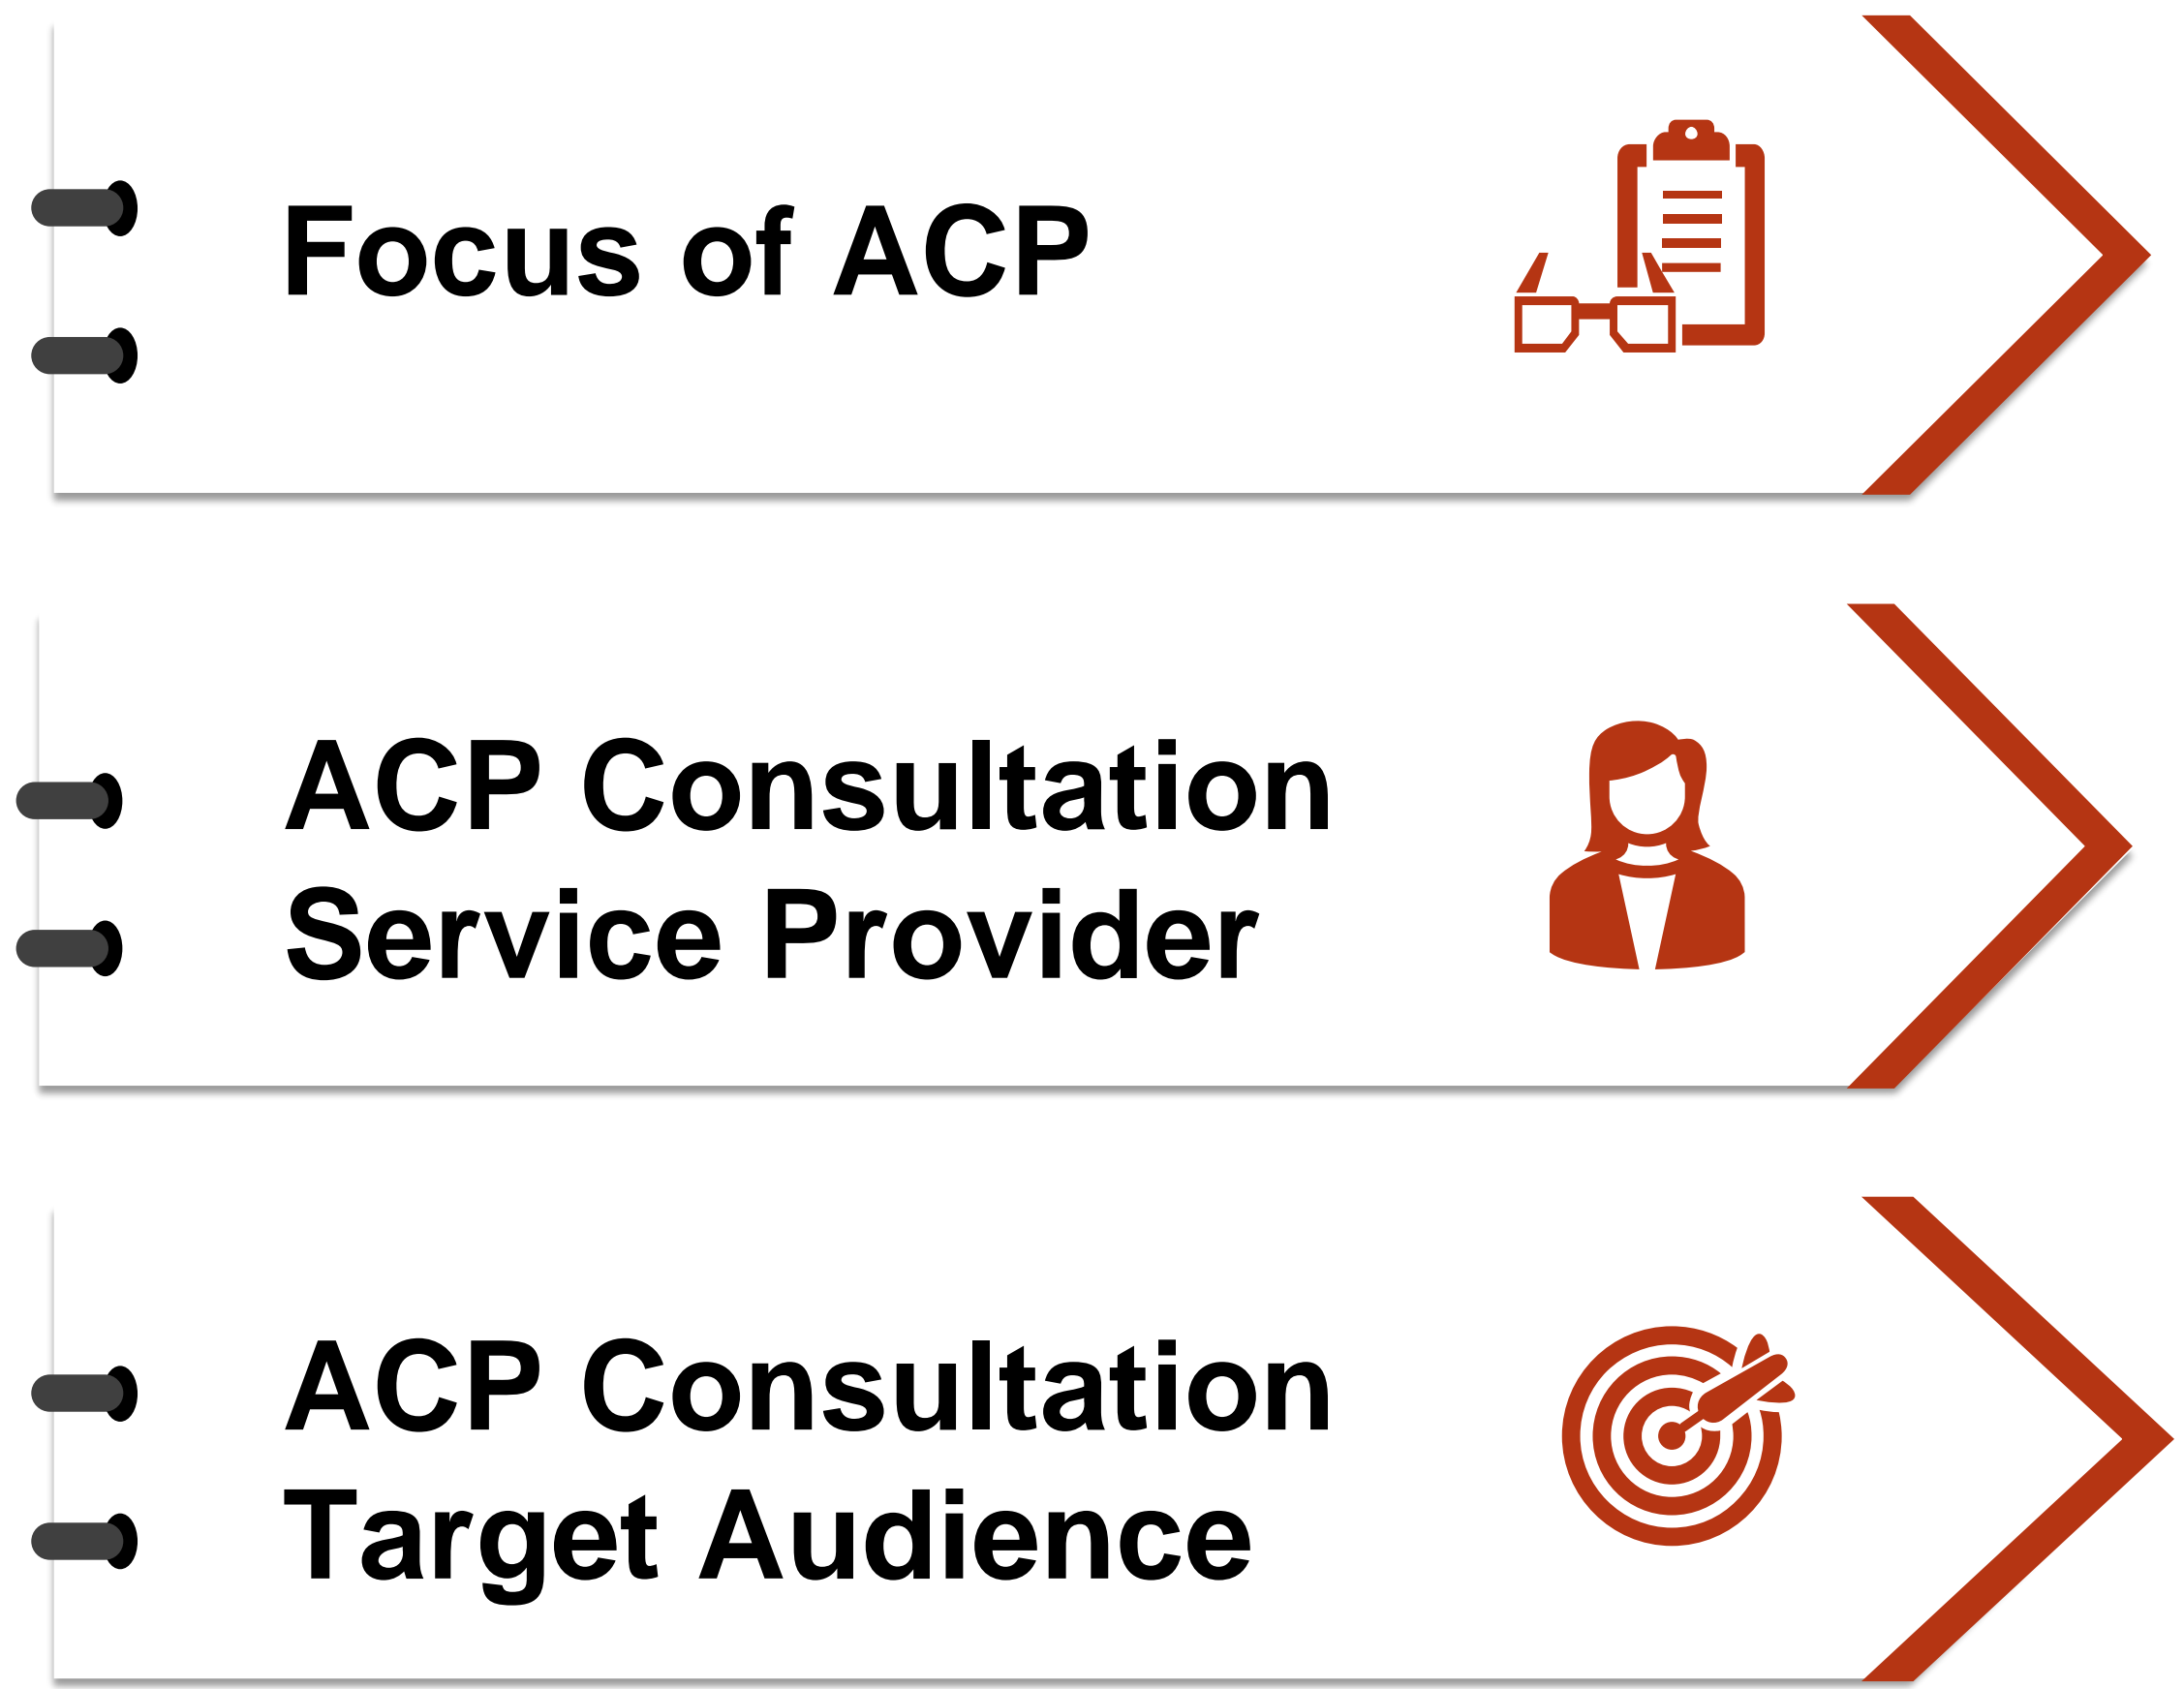 Focus of ACP
ACP Consultation
Service Provider
ACP Consultation
Target Audience